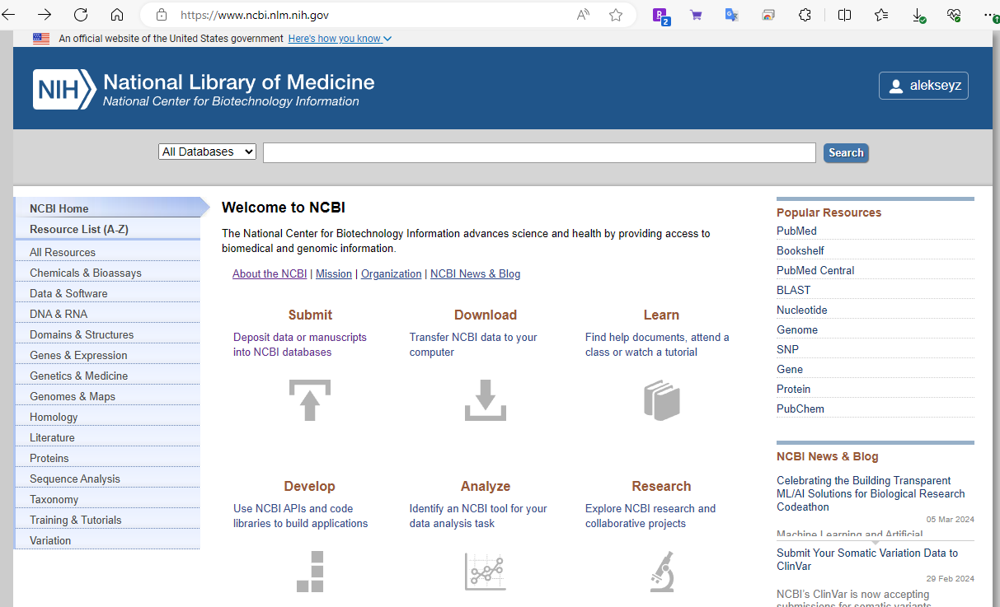 https://www.ncbi.nlm.nih.gov
2
An official website of the United States government Here's how you know
NIH National Library of Medicine
National Center for Biotechnology Information
alekseyz
All Databases
Search
NCBI Home
Resource List (A-Z)
All Resources
Chemicals & Bioassays
Data & Software
DNA & RNA
Domains & Structures
Genes & Expression
Genetics & Medicine
Genomes & Maps
Homology
Literature
Proteins
Sequence Analysis
Taxonomy
Training & Tutorials
Variation
Welcome to NCBI
The National Center for Biotechnology Information advances science and health by providing access to
biomedical and genomic information.
About the NCBI | Mission | Organization | NCBI News & Blog
Submit
Deposit data or manuscripts
into NCBI databases
Download
Transfer NCBI data to your
computer
Learn
Find help documents, attend a
class or watch a tutorial
Develop
Use NCBI APIs and code
libraries to build applications
Analyze
Identify an NCBI tool for your
data analysis task
Research
Explore NCBI research and
collaborative projects
Popular Resources
PubMed
Bookshelf
PubMed Central
BLAST
Nucleotide
Genome
SNP
Gene
Protein
PubChem
NCBI News & Blog
Celebrating the Building Transparent
ML/AI Solutions for Biological Research
Codeathon
05 Mar 2024
Machine Learning and Artificial
Submit Your Somatic Variation Data to
ClinVar
29 Feb 2024
NCBI's ClinVar is now accepting
submissions for somatic variants